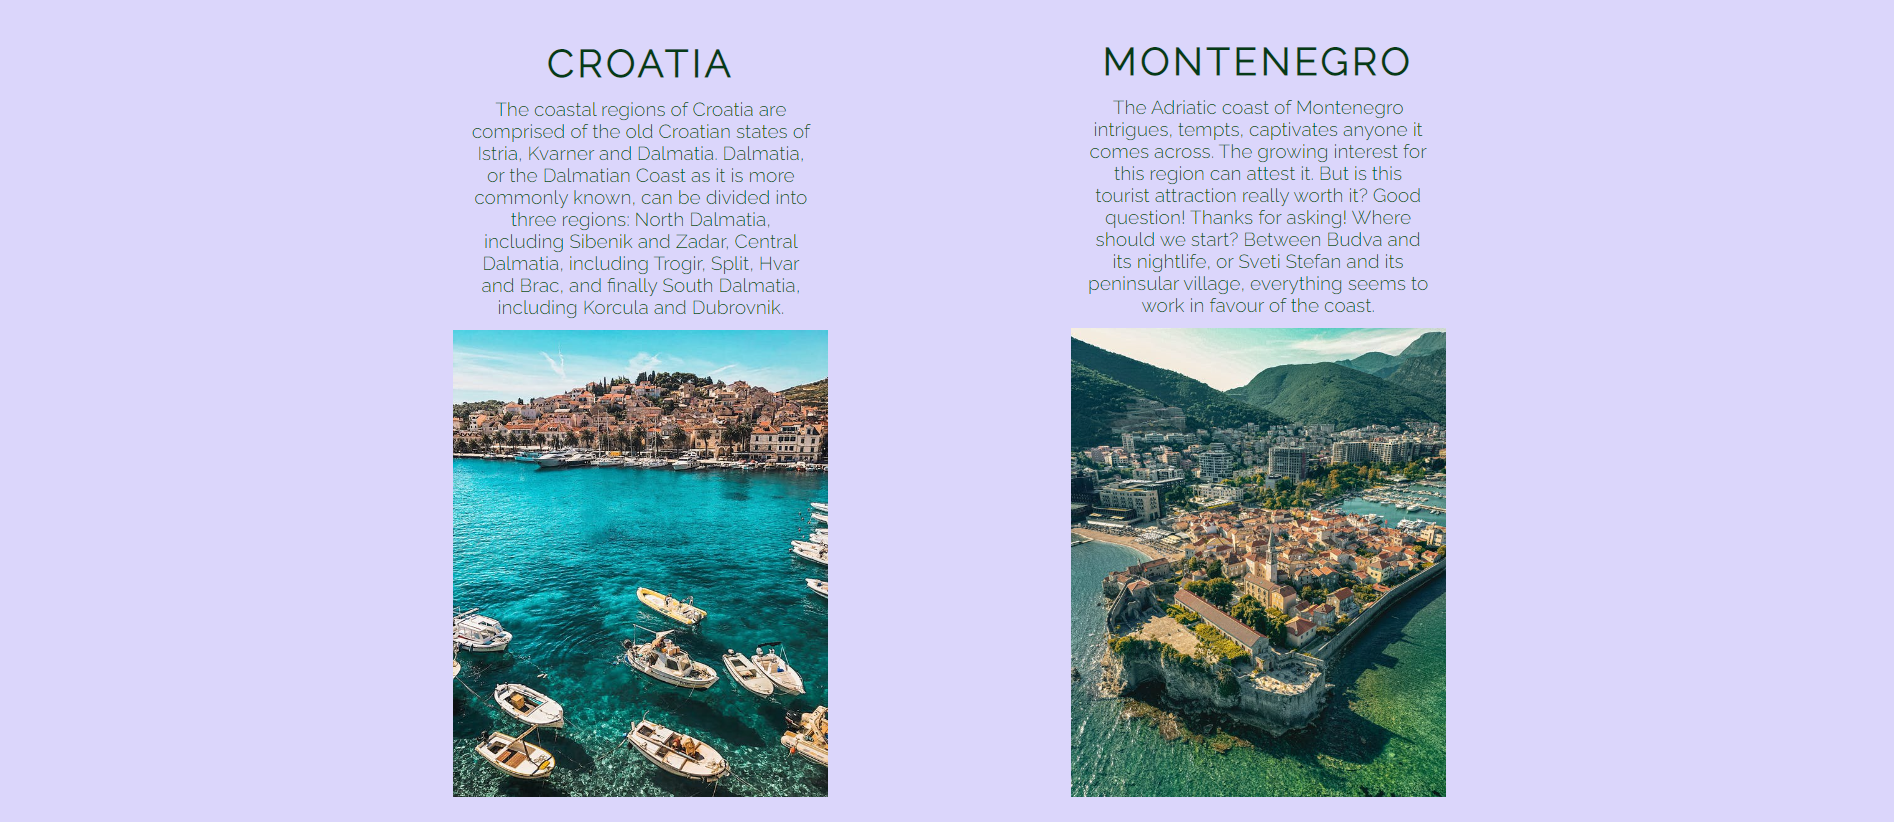 CROATIA
The coastal regions of Croatia are
comprised of the old Croatian states of
Istria, Kvarner and Dalmatia. Dalmatia,
or the Dalmatian Coast as it is more
commonly known, can be divided into
three regions: North Dalmatia,
including Sibenik and Zadar, Central
Dalmatia, including Trogir, Split, Hvar
and Brac, and finally South Dalmatia,
including Korcula and Dubrovnik.
MONTENEGRO
The Adriatic coast of Montenegro
intrigues, tempts, captivates anyone it
comes across. The growing interest for
this region can attest it. But is this
tourist attraction really worth it? Good
question! Thanks for asking! Where
should we start? Between Budva and
its nightlife, or Sveti Stefan and its
peninsular village, everything seems to
work in favour of the coast.